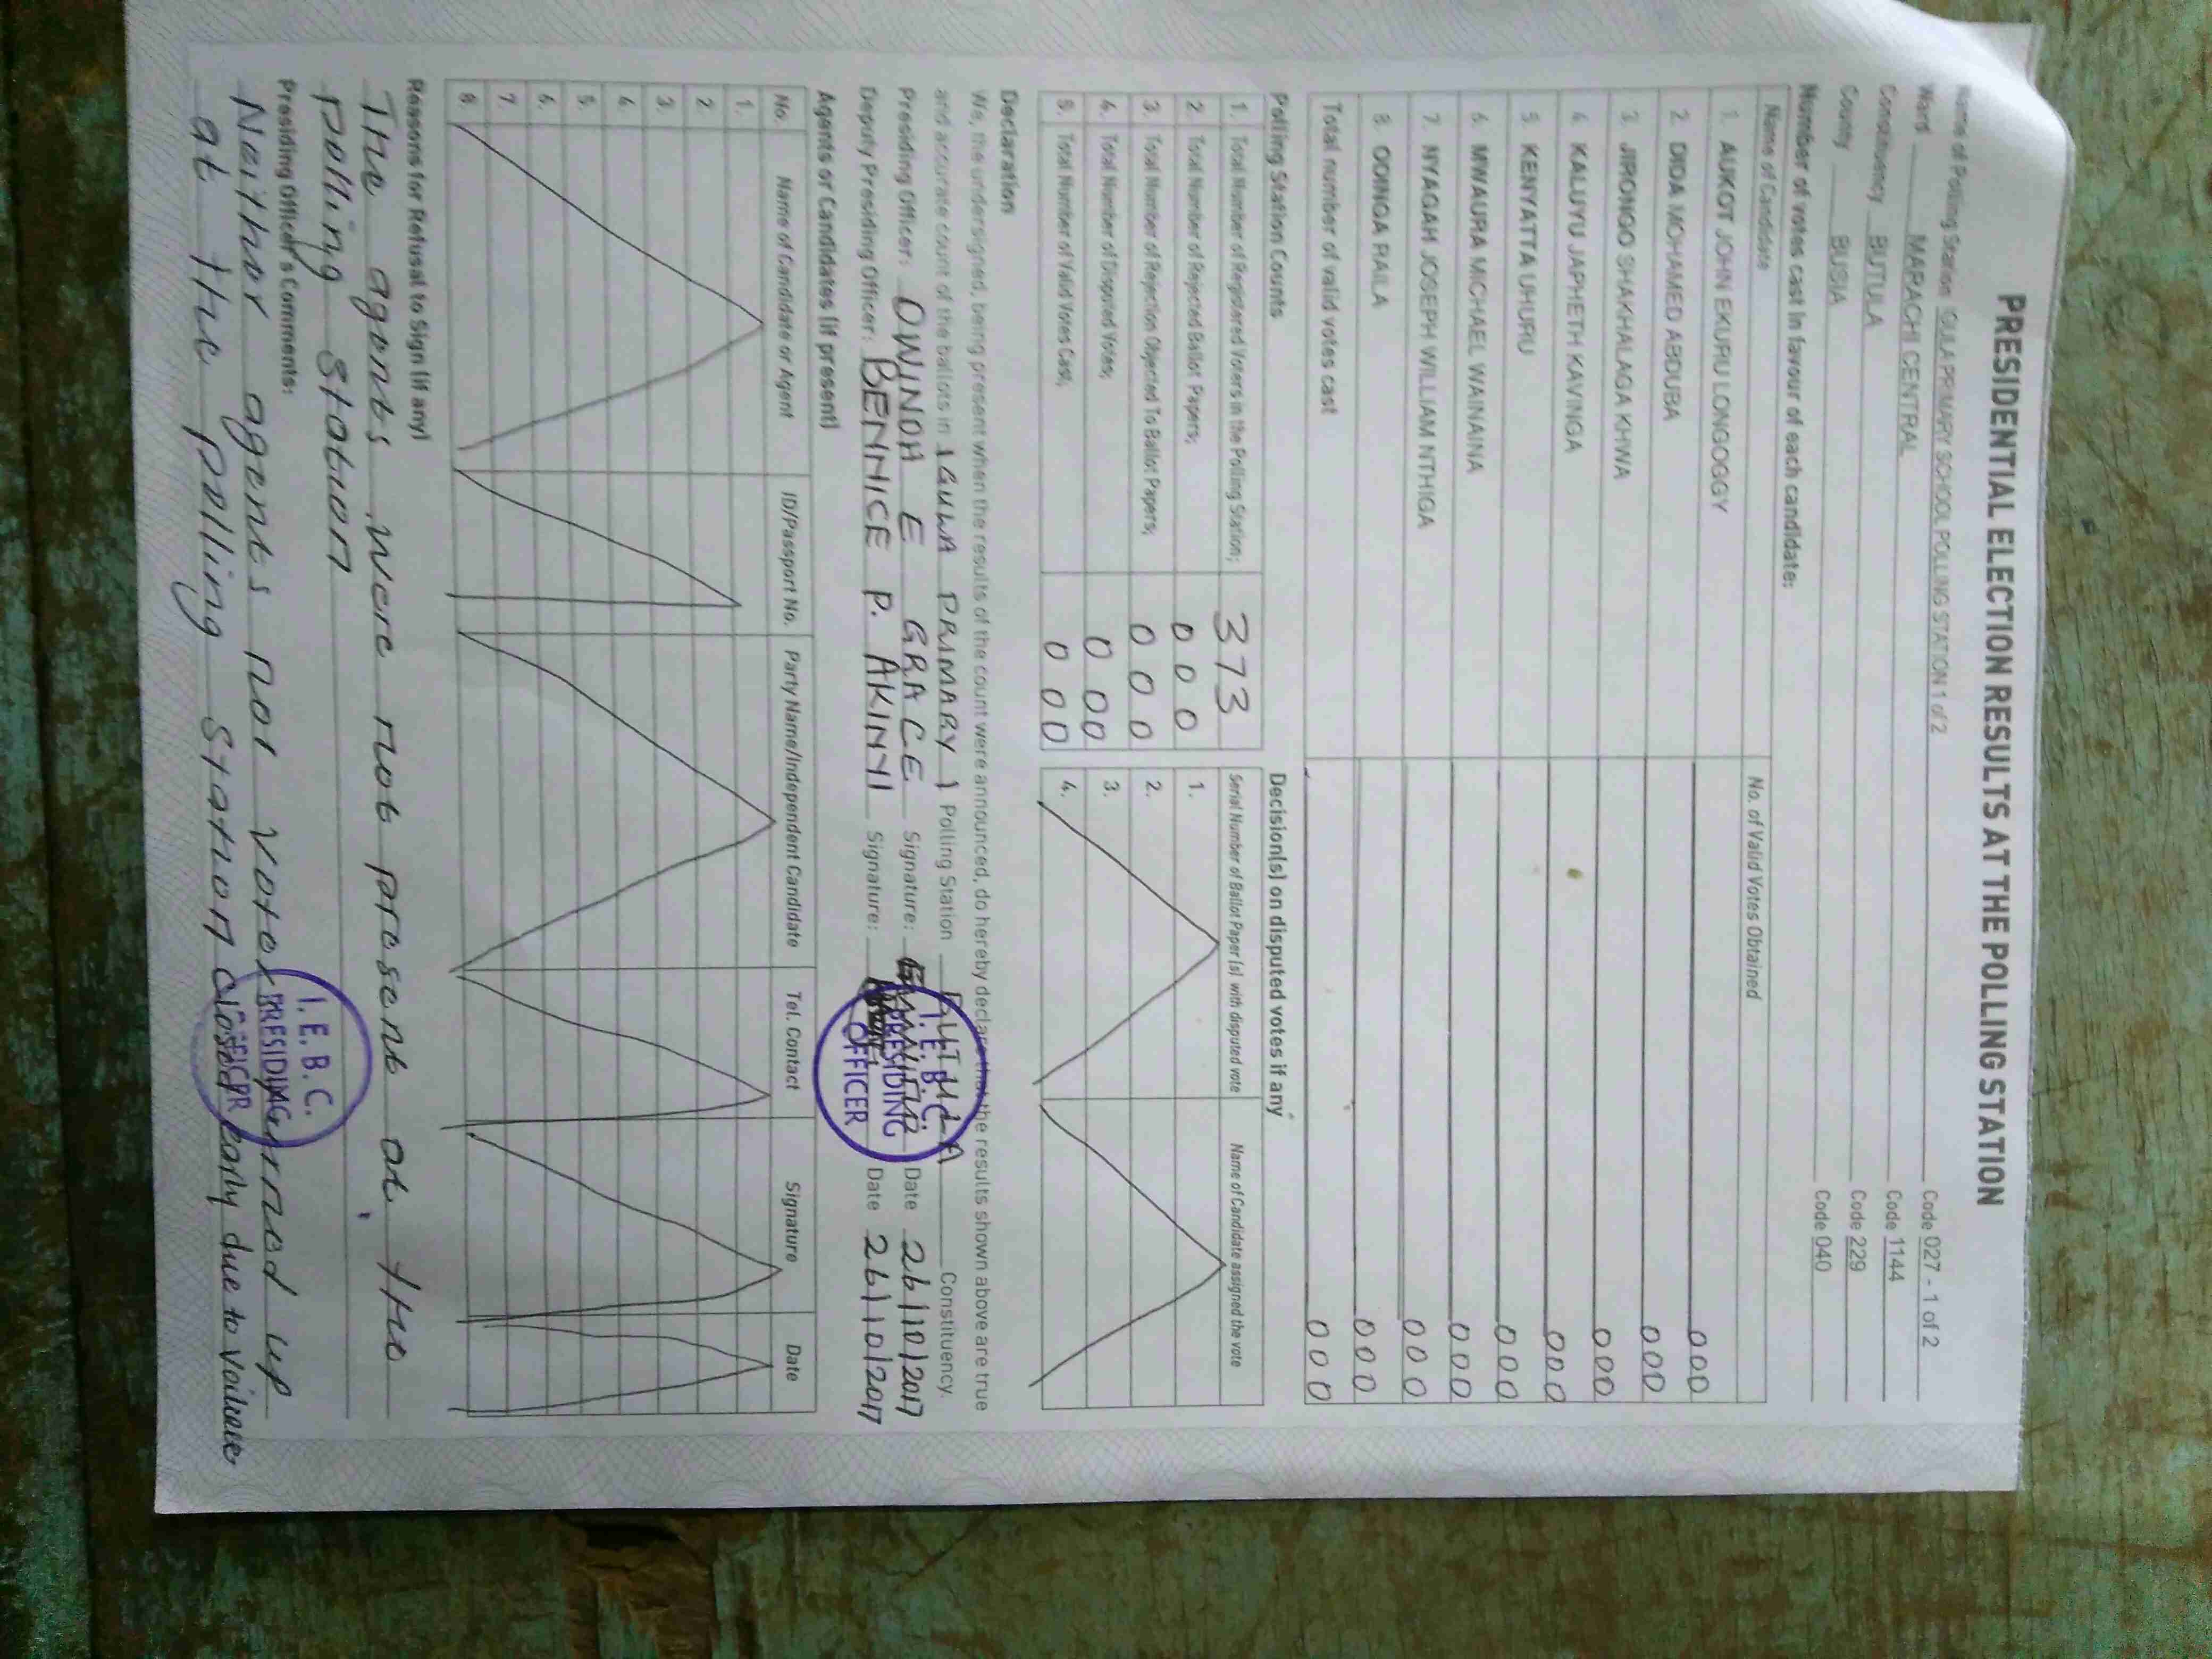 PRESIDENTIAL ELECTION RESULTS AT THE POLLING STATION
Name of Polling Station IGULA PRIMARY SCHOOL POLLING STATION 1 of 2 Code 027 - 1 of 2
Ward MARACHI CENTRAL Code 1144
Constituency BUTULA Code 229
County BUSIA Code 040
Number of votes cast in favour of each candidate:
Name of Candidate No. of Valid Votes Obtained
1. AUKOT JOHN EKURU LONGOGGY 000
2. DIDA MOHAMED ABDUBA 000
3. JIRONGO SHAKHALAGA KHWA 000
4. KALUYU JAPHETH KAVINGA 000
5. KENYATTA UHURU 000
6. MWAURA MICHAEL WAINAINA 000
7. NYAGAH JOSEPH WILLIAM NTHIGA 000
8. ODINGA RAILA 000
Total number of valid votes cast 000
Polling Station Counts Decision(s) on disputed votes if any
1. Total Number of Registered Voters in the Polling Station; 373 Serial Number of Ballot Paper (s) with disputed vote Name of Candidate assigned the vote
2. Total Number of Rejected Ballot Papers; 000 1.
3. Total Number of Rejection Objected To Ballot Papers; 000 2.
4. Total Number of Disputed Votes; 000 3.
5. Total Number of Valid Votes Cast; 000 4.
Declaration
We, the undersigned, being present when the results of the count were announced, do hereby declare that the results shown above are true
and accurate count of the ballots in IGULA PRIMARY 1 Polling Station BUTULA Constituency.
Presiding Officer: OWINDA E GRACE Signature: Date 26/10/2017
Deputy Presiding Officer: BENNICE P. AKINYI Signature: Date 26/10/2017
I. E. B. C.
PRESIDING
OFFICER
Agents or Candidates (if present)
No. Name of Candidate or Agent ID/Passport No. Party Name/Independent Candidate Tel. Contact Signature Date
1.
2.
3.
4.
5.
6.
7.
8.
Reasons for Refusal to Sign (if any)
The agents were not present at the
polling station
Presiding Officer's Comments:
Neither agents nor voters turned up
at the polling station closed early due to
I. E. B. C.
PRESIDING
OFFICER